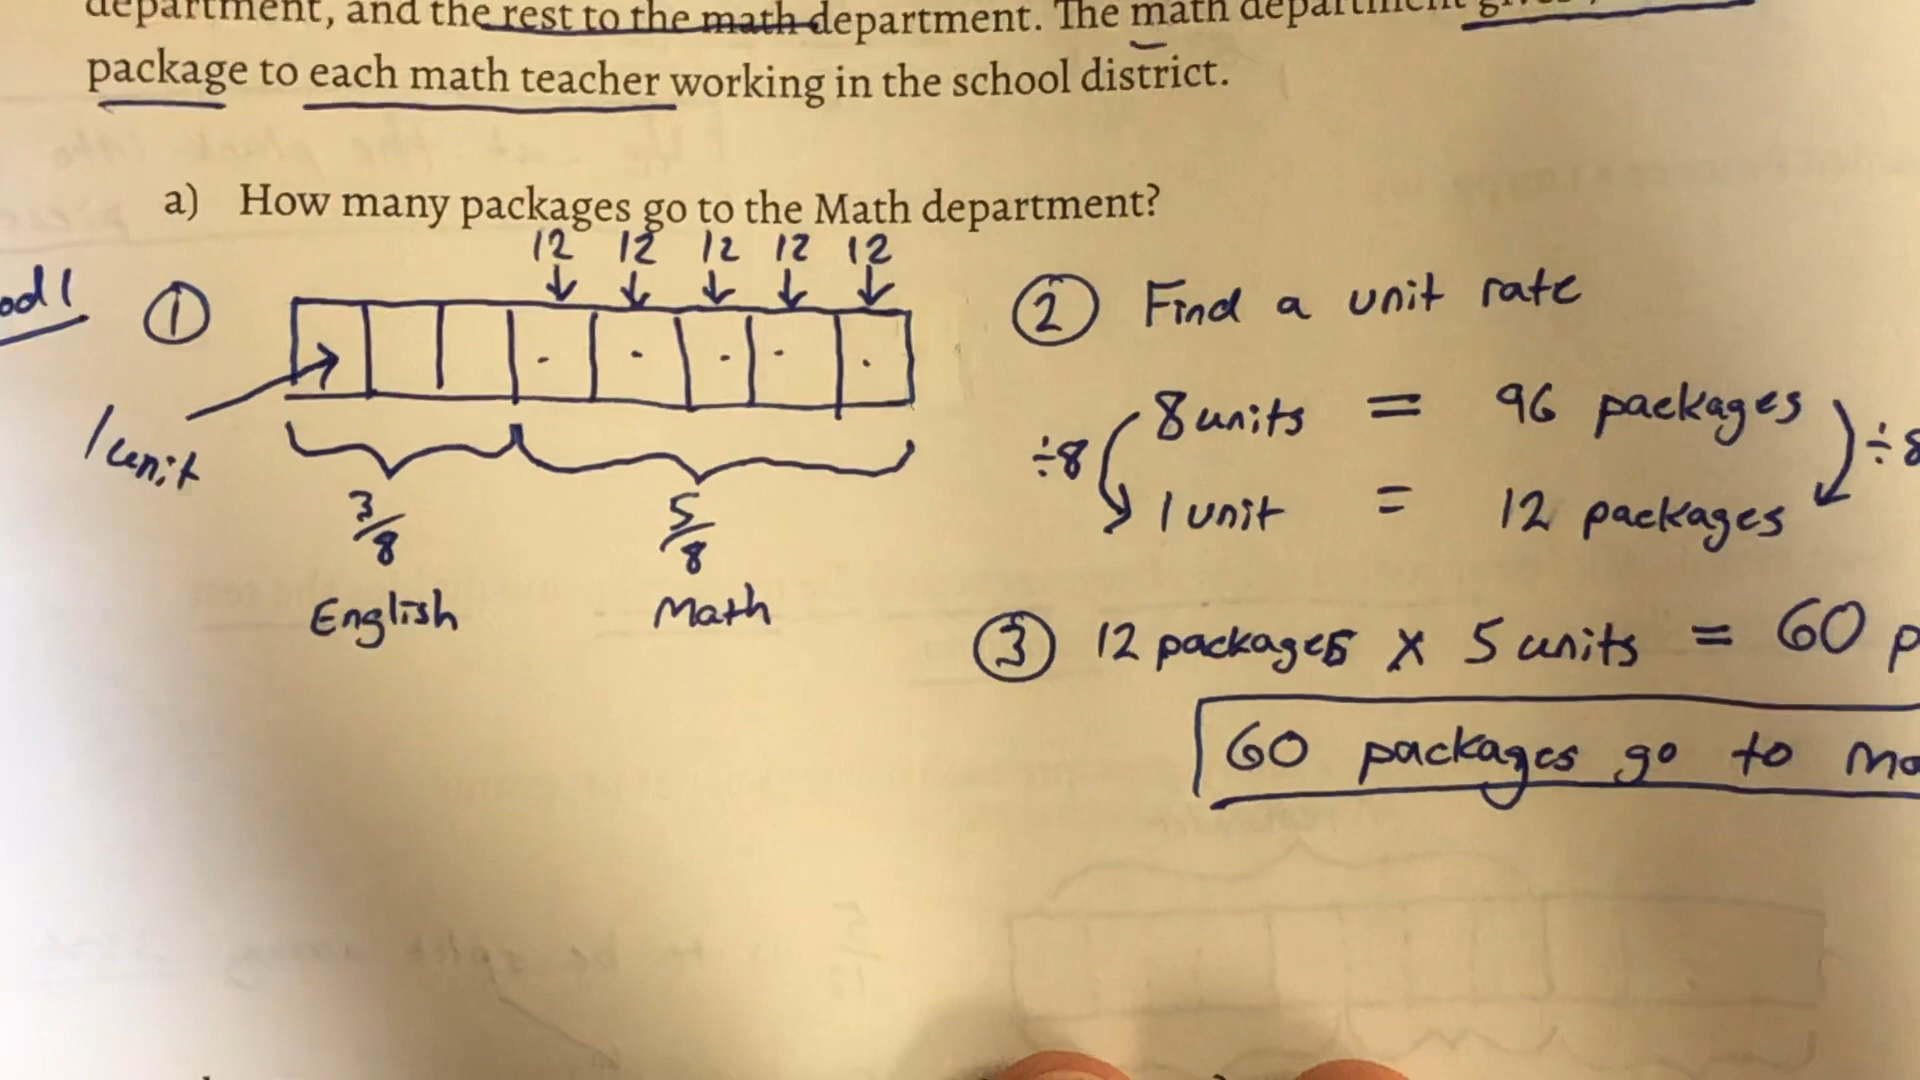 department, and the rest to the math department. The math department
package to each math teacher working in the school district.
a) How many packages go to the Math department?
12 12 12 12 12
1
1 unit
3/8
English
5/8
Math
2 Find a unit rate
÷8 8 units = 96 packages ÷8
1 unit = 12 packages
3 12 packages x 5 units = 60 p
60 packages go to Ma